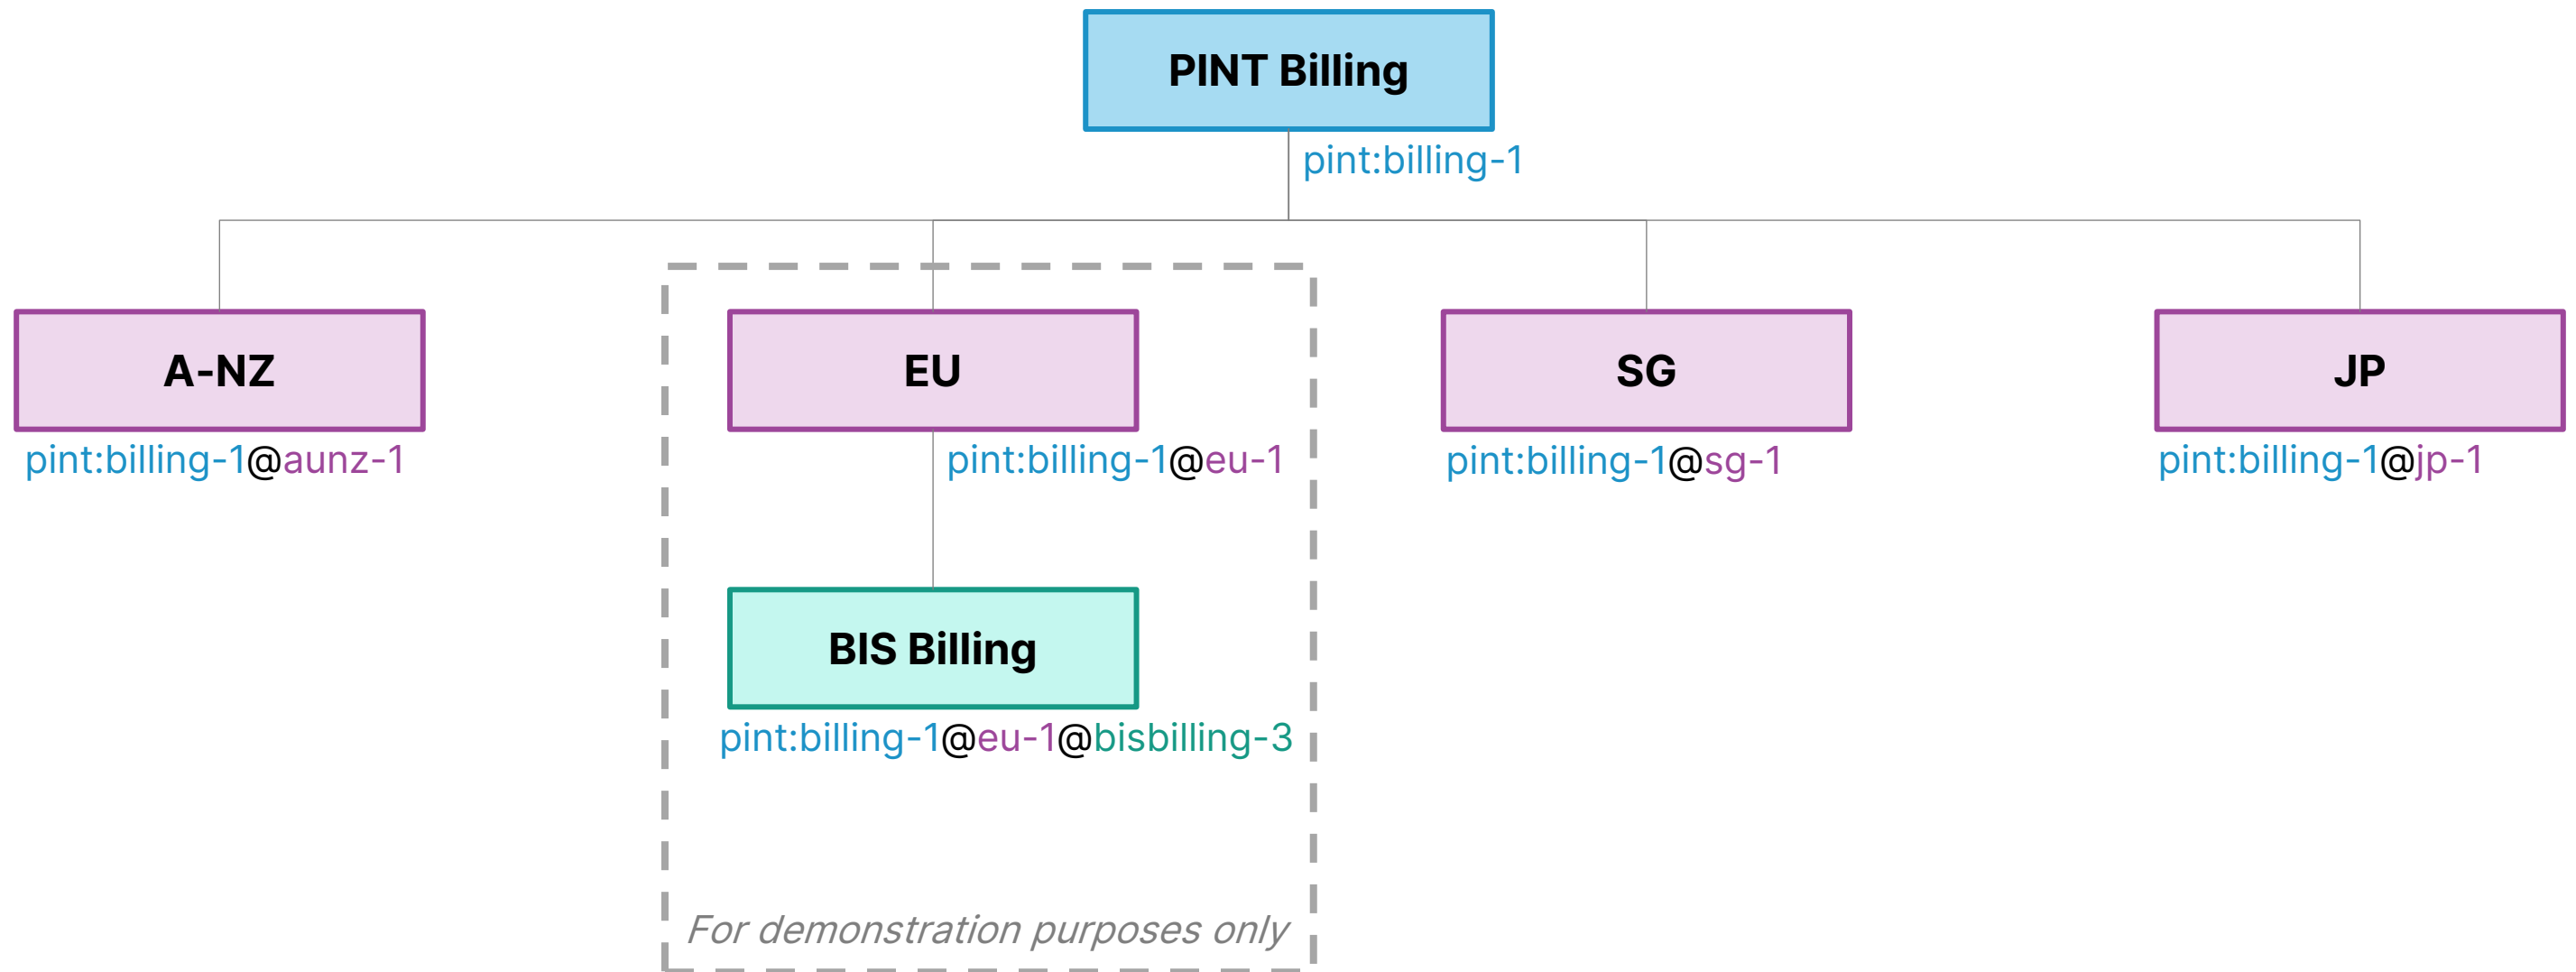 PINT Billing
pint:billing-1
A-NZ
EU
SG
JP
pint:billing-1@aunz-1
pint:billing-1@eu-1
pint:billing-1@sg-1
pint:billing-1@jp-1
BIS Billing
pint:billing-1@eu-1@bisbilling-3
For demonstration purposes only